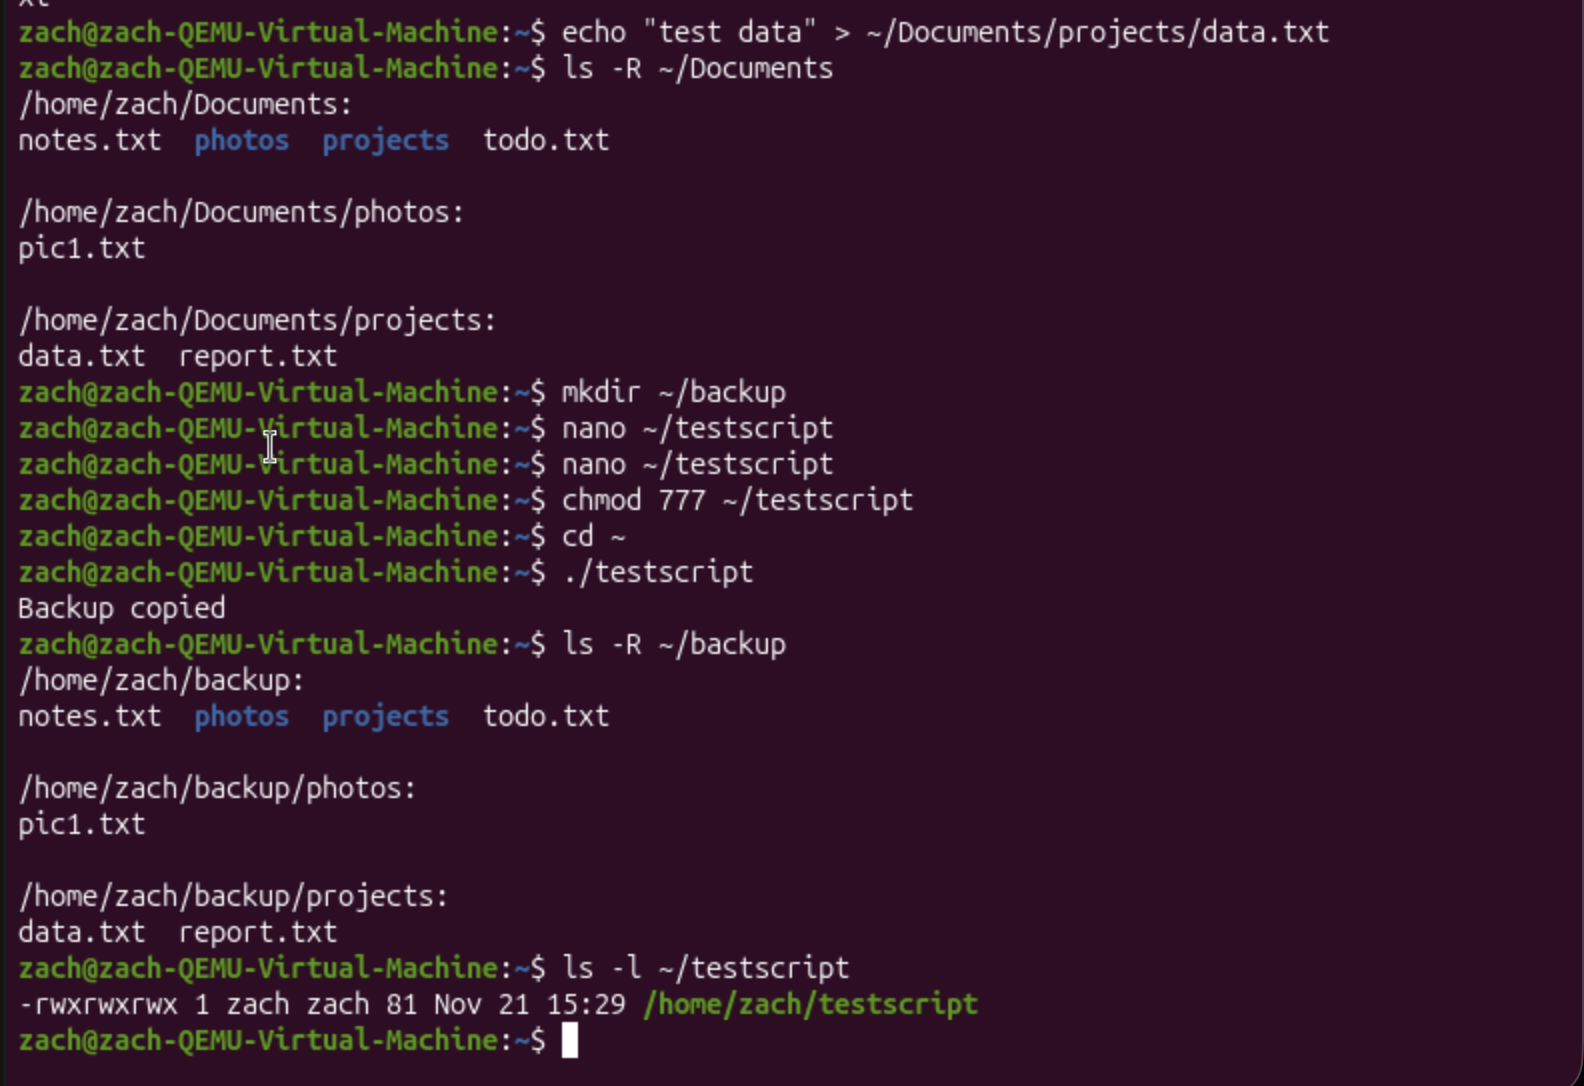 zach@zach-QEMU-Virtual-Machine:~$ echo "test data" > ~/Documents/projects/data.txt
zach@zach-QEMU-Virtual-Machine:~$ ls -R ~/Documents
/home/zach/Documents:
notes.txt  photos  projects  todo.txt

/home/zach/Documents/photos:
pic1.txt

/home/zach/Documents/projects:
data.txt  report.txt
zach@zach-QEMU-Virtual-Machine:~$ mkdir ~/backup
zach@zach-QEMU-Virtual-Machine:~$ nano ~/testscript
zach@zach-QEMU-Virtual-Machine:~$ nano ~/testscript
zach@zach-QEMU-Virtual-Machine:~$ chmod 777 ~/testscript
zach@zach-QEMU-Virtual-Machine:~$ cd ~
zach@zach-QEMU-Virtual-Machine:~$ ./testscript
Backup copied
zach@zach-QEMU-Virtual-Machine:~$ ls -R ~/backup
/home/zach/backup:
notes.txt  photos  projects  todo.txt

/home/zach/backup/photos:
pic1.txt

/home/zach/backup/projects:
data.txt  report.txt
zach@zach-QEMU-Virtual-Machine:~$ ls -l ~/testscript
-rwxrwxrwx 1 zach zach 81 Nov 21 15:29 /home/zach/testscript
zach@zach-QEMU-Virtual-Machine:~$